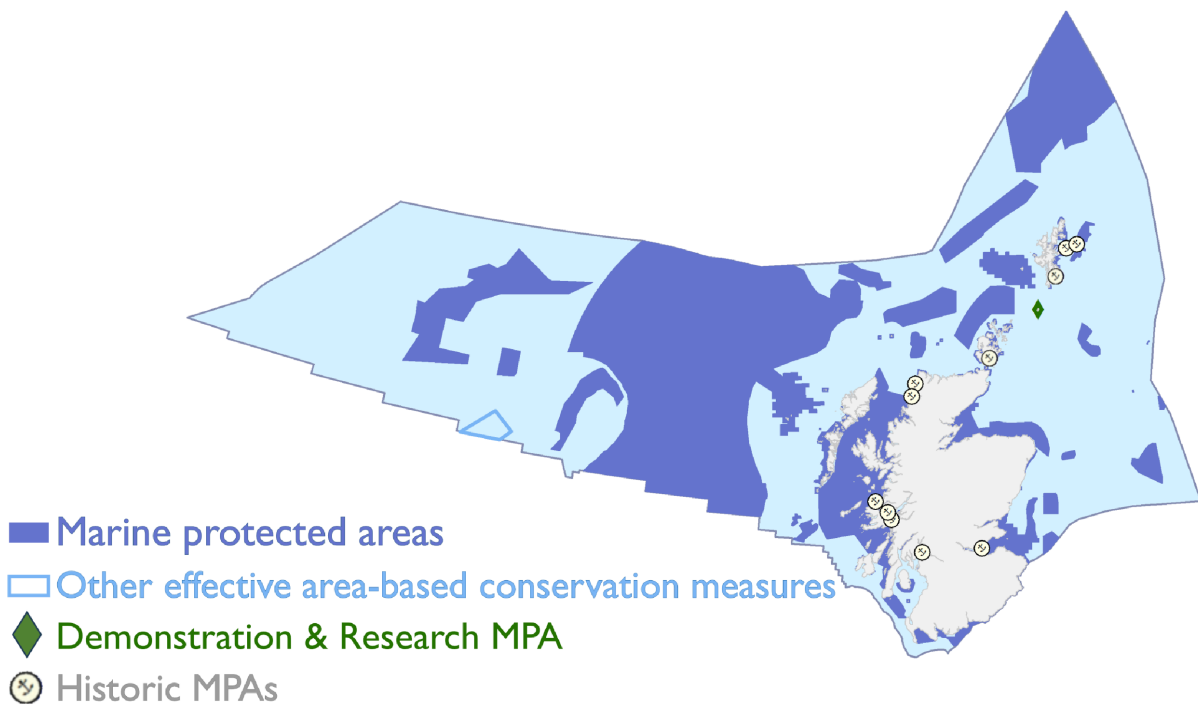 Marine protected areas
Other effective area-based conservation measures
Demonstration & Research MPA
Historic MPAs